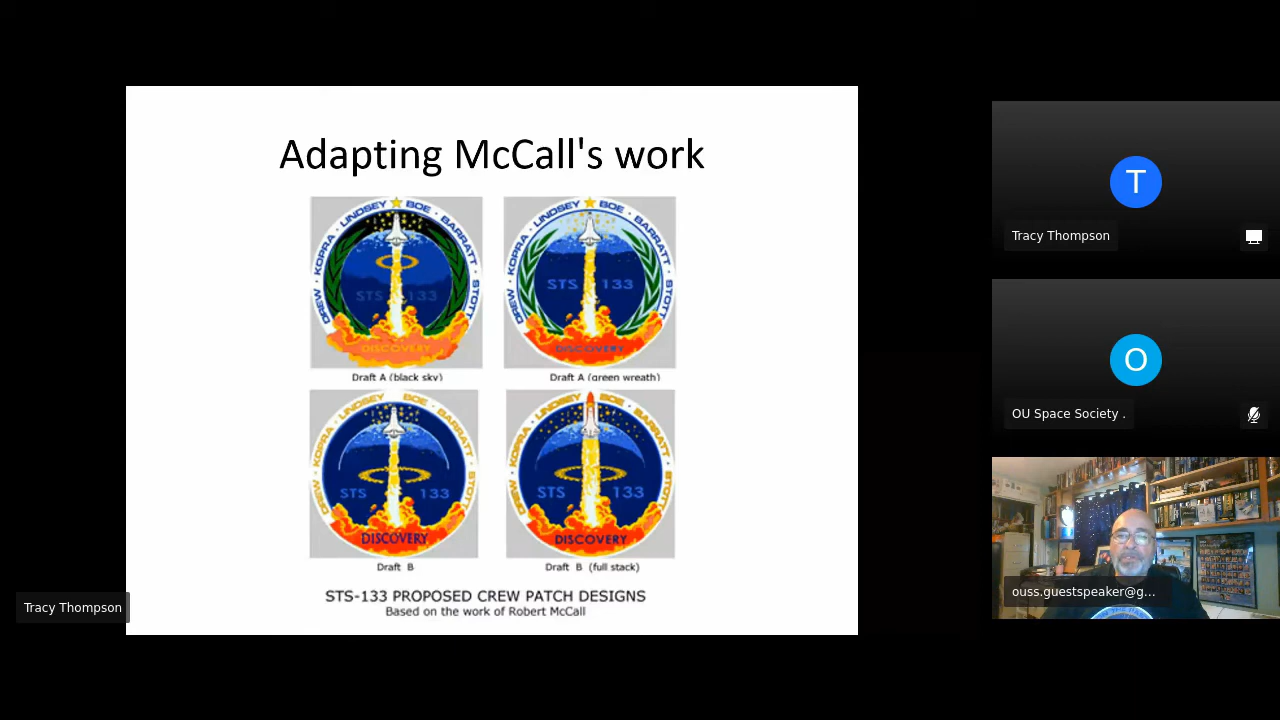 Adapting McCall's work
DREW · KOPRA · LINDSEY BOE · BARRATT · STOTT
STS 133
DISCOVERY
Draft A (black sky)
DREW · KOPRA · LINDSEY BOE · BARRATT · STOTT
STS 133
DISCOVERY
Draft A (green wreath)
DREW · KOPRA · LINDSEY BOE · BARRATT · STOTT
STS 133
DISCOVERY
Draft B
DREW · KOPRA · LINDSEY BOE · BARRATT · STOTT
STS 133
DISCOVERY
Draft B (full stack)
STS-133 PROPOSED CREW PATCH DESIGNS
Based on the work of Robert McCall
Tracy Thompson
T
Tracy Thompson
O
OU Space Society .
ouss.guestspeaker@g...